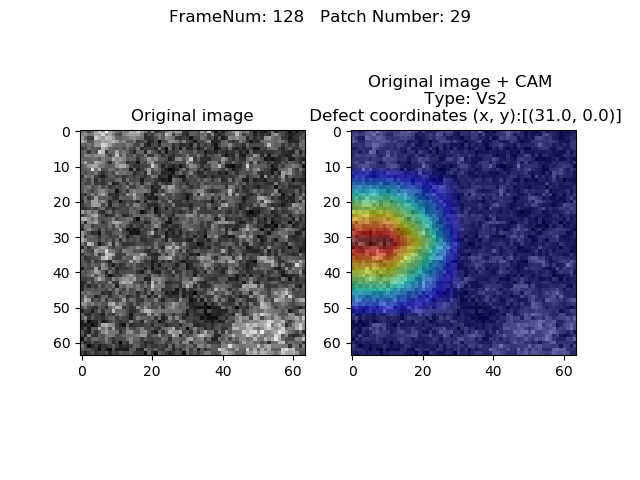 FrameNum: 128   Patch Number: 29
Original image
Original image + CAM
Type: Vs2
Defect coordinates (x, y):[(31.0, 0.0)]
0
10
20
30
40
50
60
0 20 40 60
0
10
20
30
40
50
60
0 20 40 60